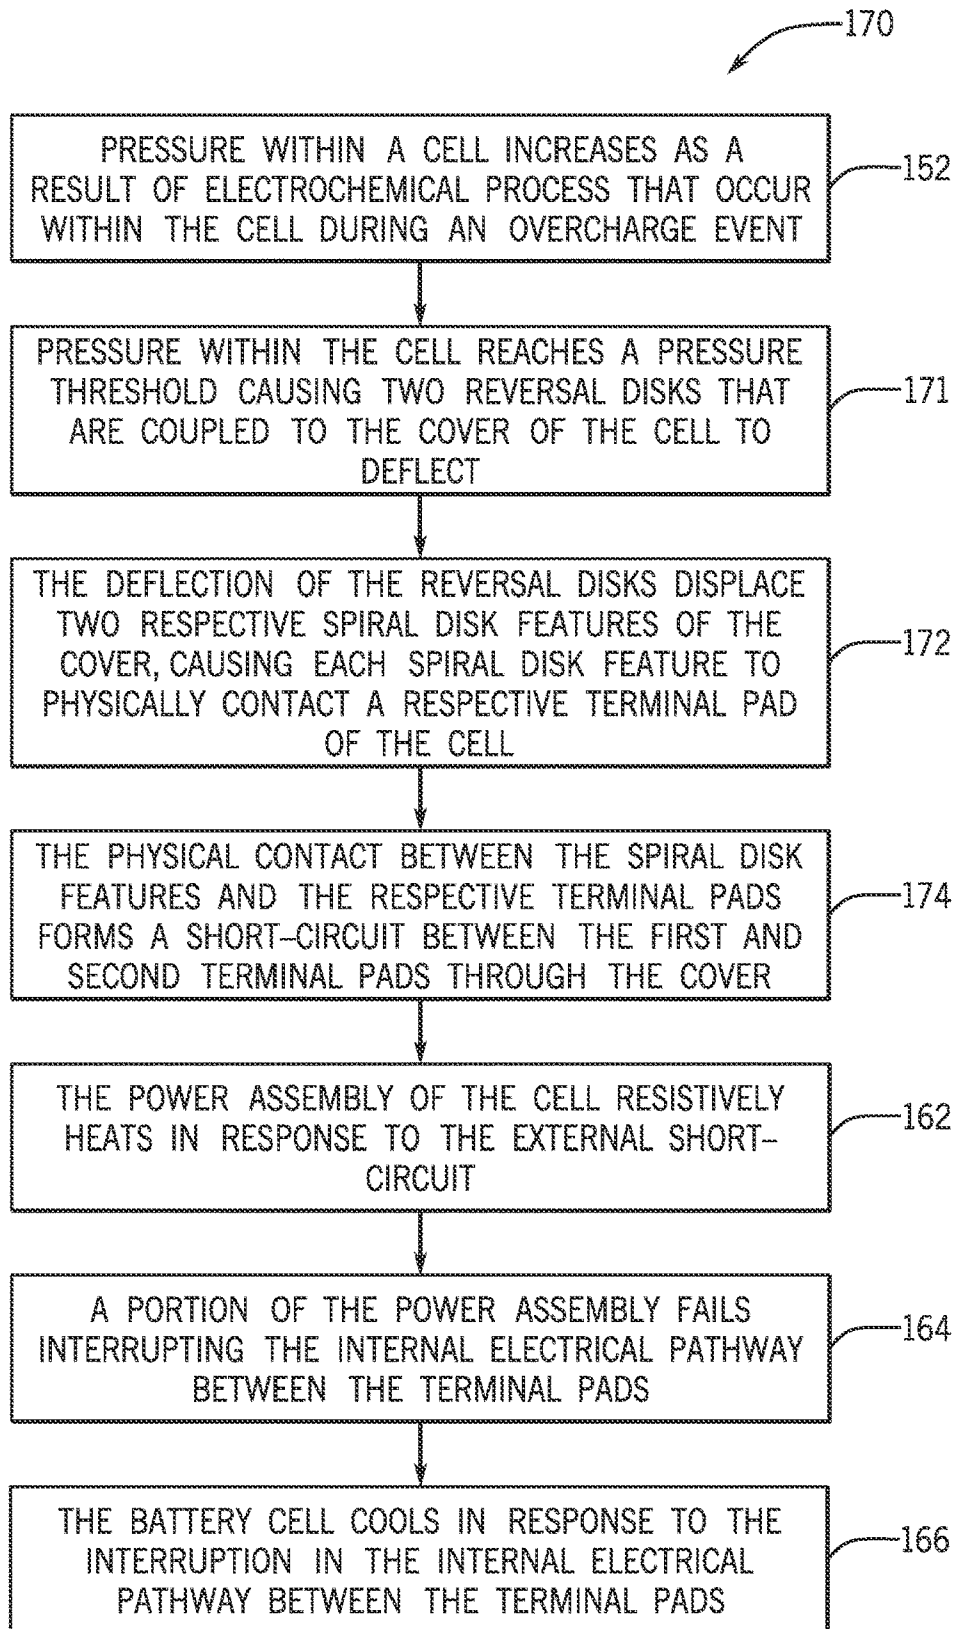 170
PRESSURE WITHIN A CELL INCREASES AS A
RESULT OF ELECTROCHEMICAL PROCESS THAT OCCUR
WITHIN THE CELL DURING AN OVERCHARGE EVENT
152
PRESSURE WITHIN THE CELL REACHES A PRESSURE
THRESHOLD CAUSING TWO REVERSAL DISKS THAT
ARE COUPLED TO THE COVER OF THE CELL TO
DEFLECT
171
THE DEFLECTION OF THE REVERSAL DISKS DISPLACE
TWO RESPECTIVE SPIRAL DISK FEATURES OF THE
COVER, CAUSING EACH SPIRAL DISK FEATURE TO
PHYSICALLY CONTACT A RESPECTIVE TERMINAL PAD
OF THE CELL
172
THE PHYSICAL CONTACT BETWEEN THE SPIRAL DISK
FEATURES AND THE RESPECTIVE TERMINAL PADS
FORMS A SHORT-CIRCUIT BETWEEN THE FIRST AND
SECOND TERMINAL PADS THROUGH THE COVER
174
THE POWER ASSEMBLY OF THE CELL RESISTIVELY
HEATS IN RESPONSE TO THE EXTERNAL SHORT-
CIRCUIT
162
A PORTION OF THE POWER ASSEMBLY FAILS
INTERRUPTING THE INTERNAL ELECTRICAL PATHWAY
BETWEEN THE TERMINAL PADS
164
THE BATTERY CELL COOLS IN RESPONSE TO THE
INTERRUPTION IN THE INTERNAL ELECTRICAL
PATHWAY BETWEEN THE TERMINAL PADS
166